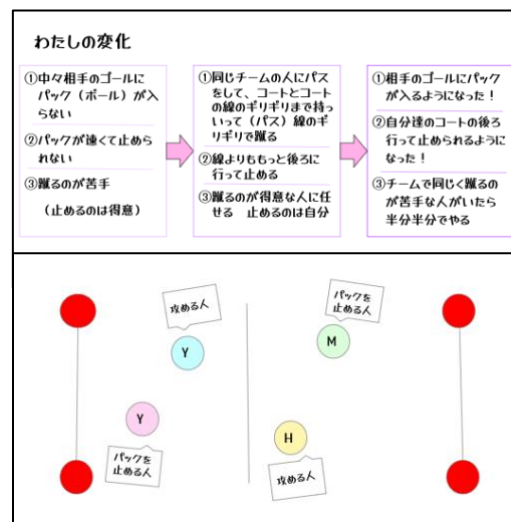 わたしの変化
①中々相手のゴールに
パック(ボール)が入
らない
②パックが速くて止めら
れない
③蹴るのが苦手
(止めるのは得意)
①同じチームの人にパス
をして、コートとコート
の線のギリギリまで持っ
いって(パス)線のギ
リギリで蹴る
②線よりももっと後ろに
行って止める
③蹴るのが得意な人に任
せる 止めるのは自分
①相手のゴールにパック
が入るようになった!
②自分達のコートの後ろ
行って止められるように
なった!
③チームで同じく蹴るの
が苦手な人がいたら
半分半分でやる
攻める人
Y
Y
パックを
止める人
パックを
止める人
M
H
攻める人